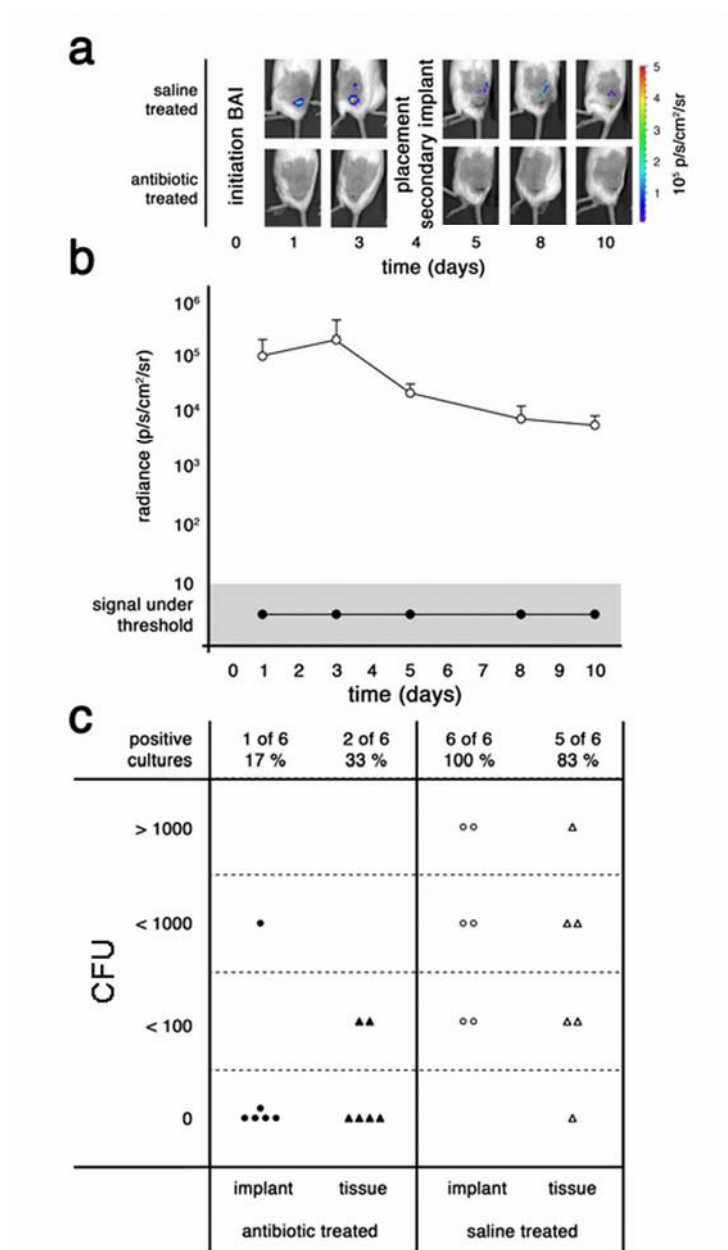 a
saline
treated
antibiotic
treated
initiation BAI
placement
secondary implant
5
4
3
2
1
10⁵ p/s/cm²/sr
0 1 3 4 5 8 10
time (days)
b
radiance (p/s/cm²/sr)
10⁶
10⁵
10⁴
10³
10²
10
signal under
threshold
0 1 2 3 4 5 6 7 8 9 10
time (days)
c
positive
cultures
1 of 6
17 %
2 of 6
33 %
6 of 6
100 %
5 of 6
83 %
CFU
> 1000
< 1000
< 100
0
implant tissue implant tissue
antibiotic treated saline treated